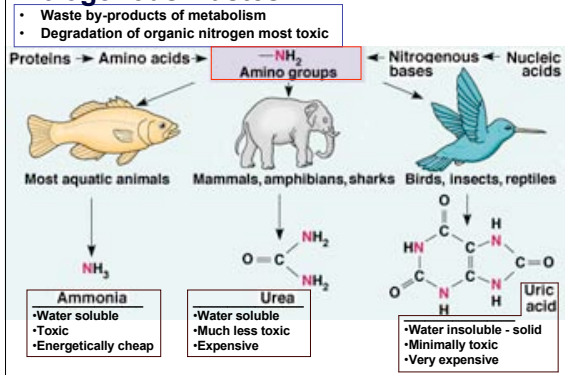 • Waste by-products of metabolism
• Degradation of organic nitrogen most toxic
Proteins → Amino acids → —NH2 ← Nitrogenous bases ← Nucleic acids
Amino groups
Most aquatic animals
Mammals, amphibians, sharks
Birds, insects, reptiles
NH3
O=C
NH2
NH2
O
C
HN
C
C
O
N
H
H
N
C=O
N
H
Ammonia
•Water soluble
•Toxic
•Energetically cheap
Urea
•Water soluble
•Much less toxic
•Expensive
Uric acid
•Water insoluble - solid
•Minimally toxic
•Very expensive